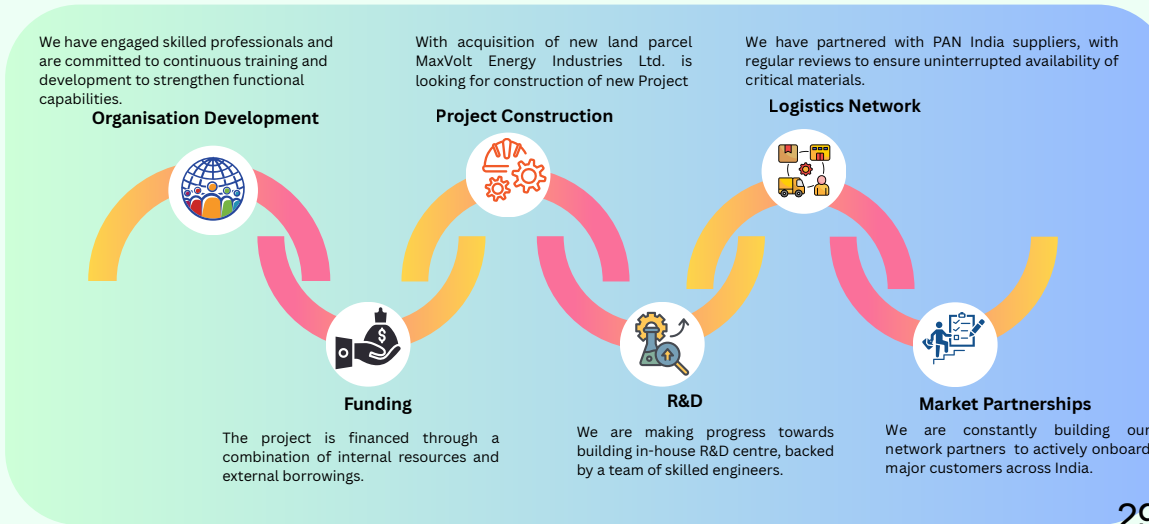 We have engaged skilled professionals and
are committed to continuous training and
development to strengthen functional
capabilities.
Organisation Development
With acquisition of new land parcel
MaxVolt Energy Industries Ltd. is
looking for construction of new Project
Project Construction
We have partnered with PAN India suppliers, with
regular reviews to ensure uninterrupted availability of
critical materials.
Logistics Network
Funding
The project is financed through a
combination of internal resources and
external borrowings.
R&D
We are making progress towards
building in-house R&D centre, backed
by a team of skilled engineers.
Market Partnerships
We are constantly building our
network partners to actively onboard
major customers across India.
29